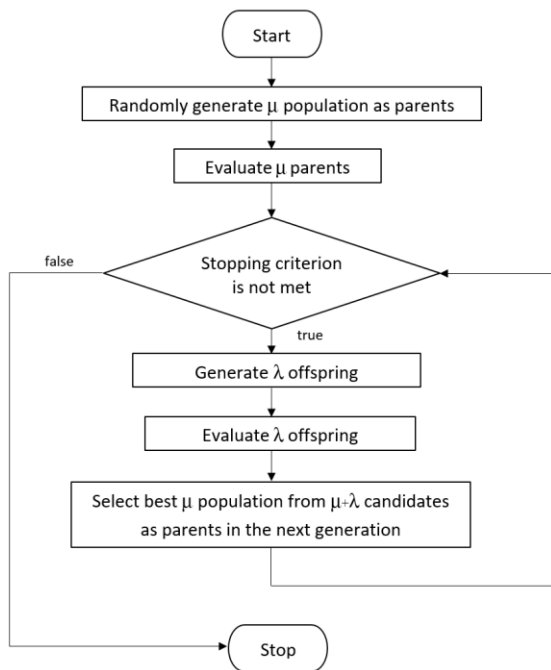 Start
Randomly generate μ population as parents
Evaluate μ parents
false
Stopping criterion
is not met
true
Generate λ offspring
Evaluate λ offspring
Select best μ population from μ+λ candidates
as parents in the next generation
Stop